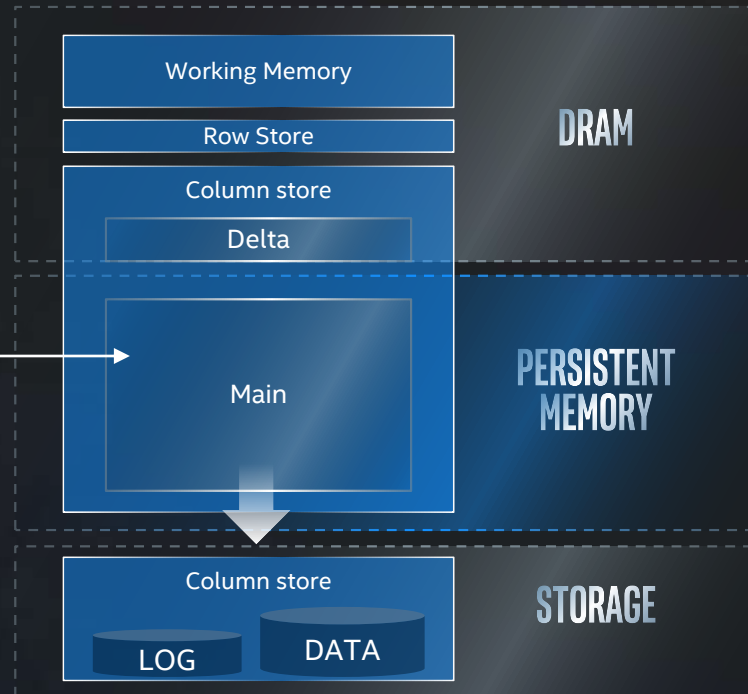 Working Memory
Row Store
DRAM
Column store
Delta
Main
PERSISTENT
MEMORY
Column store
LOG
DATA
STORAGE